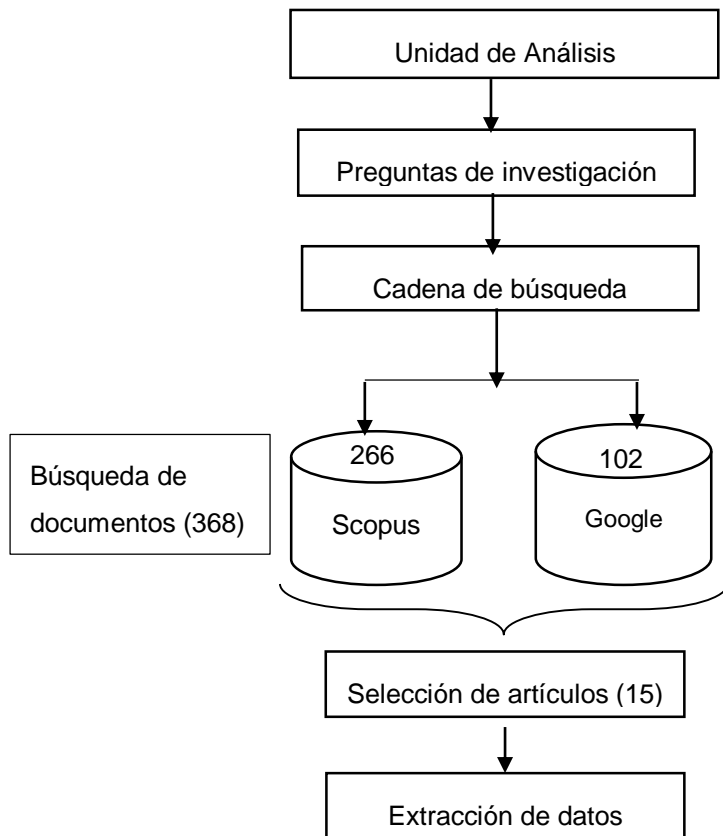 Unidad de Análisis
Preguntas de investigación
Cadena de búsqueda
266
102
Búsqueda de
documentos (368)
Scopus
Google
Selección de artículos (15)
Extracción de datos